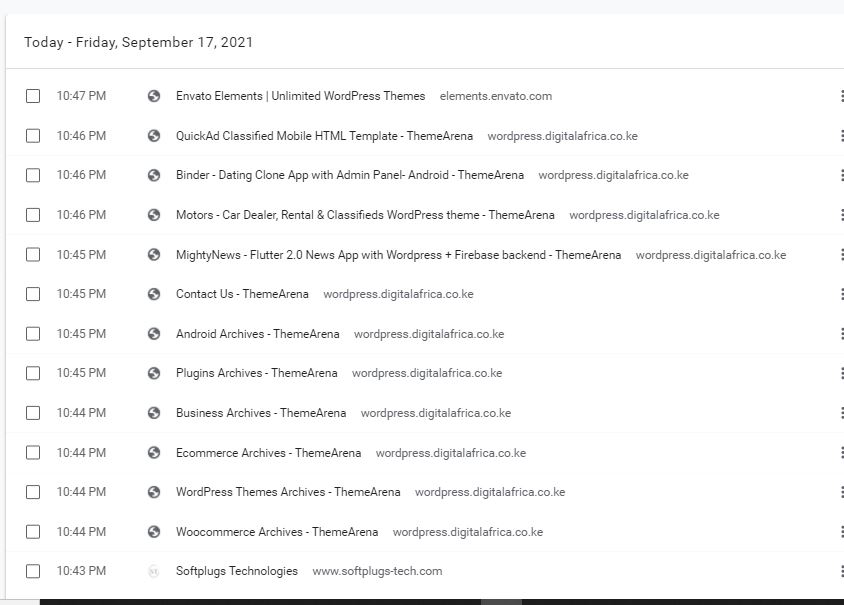 Today - Friday, September 17, 2021
10:47 PM Envato Elements | Unlimited WordPress Themes elements.envato.com
10:46 PM QuickAd Classified Mobile HTML Template - ThemeArena wordpress.digitalafrica.co.ke
10:46 PM Binder - Dating Clone App with Admin Panel- Android - ThemeArena wordpress.digitalafrica.co.ke
10:46 PM Motors - Car Dealer, Rental & Classifieds WordPress theme - ThemeArena wordpress.digitalafrica.co.ke
10:45 PM MightyNews - Flutter 2.0 News App with Wordpress + Firebase backend - ThemeArena wordpress.digitalafrica.co.ke
10:45 PM Contact Us - ThemeArena wordpress.digitalafrica.co.ke
10:45 PM Android Archives - ThemeArena wordpress.digitalafrica.co.ke
10:45 PM Plugins Archives - ThemeArena wordpress.digitalafrica.co.ke
10:44 PM Business Archives - ThemeArena wordpress.digitalafrica.co.ke
10:44 PM Ecommerce Archives - ThemeArena wordpress.digitalafrica.co.ke
10:44 PM WordPress Themes Archives - ThemeArena wordpress.digitalafrica.co.ke
10:44 PM Woocommerce Archives - ThemeArena wordpress.digitalafrica.co.ke
10:43 PM Softplugs Technologies www.softplugs-tech.com